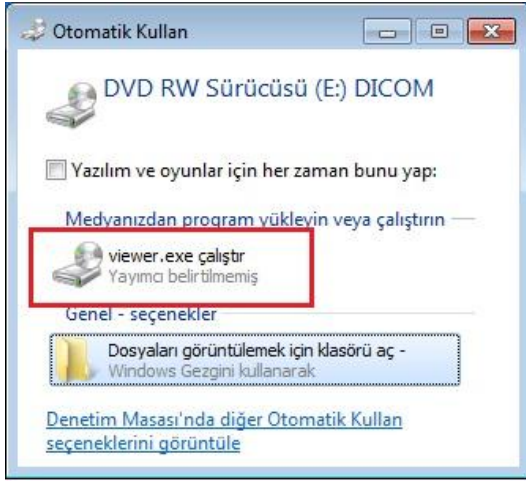 Otomatik Kullan
DVD RW Sürücüsü (E:) DICOM
Yazılım ve oyunlar için her zaman bunu yap:
Medyanızdan program yükleyin veya çalıştırın
viewer.exe çalıştır
Yayımcı belirtilmemiş
Genel - seçenekler
Dosyaları görüntülemek için klasörü aç -
Windows Gezgini kullanarak
Denetim Masası'nda diğer Otomatik Kullan
seçeneklerini görüntüle